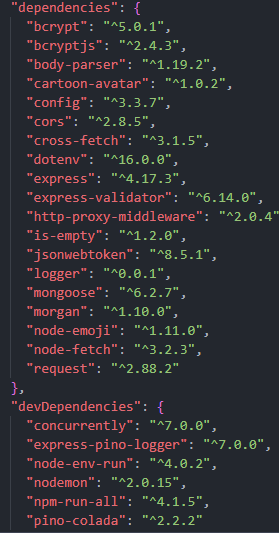 "dependencies": {
"bcrypt": "^5.0.1",
"bcryptjs": "^2.4.3",
"body-parser": "^1.19.2",
"cartoon-avatar": "^1.0.2",
"config": "^3.3.7",
"cors": "^2.8.5",
"cross-fetch": "^3.1.5",
"dotenv": "^16.0.0",
"express": "^4.17.3",
"express-validator": "^6.14.0",
"http-proxy-middleware": "^2.0.4"
"is-empty": "^1.2.0",
"jsonwebtoken": "^8.5.1",
"logger": "^0.0.1",
"mongoose": "^6.2.7",
"morgan": "^1.10.0",
"node-emoji": "^1.11.0",
"node-fetch": "^3.2.3",
"request": "^2.88.2"
},
"devDependencies": {
"concurrently": "^7.0.0",
"express-pino-logger": "^7.0.0",
"node-env-run": "^4.0.2",
"nodemon": "^2.0.15",
"npm-run-all": "^4.1.5",
"pino-colada": "^2.2.2"